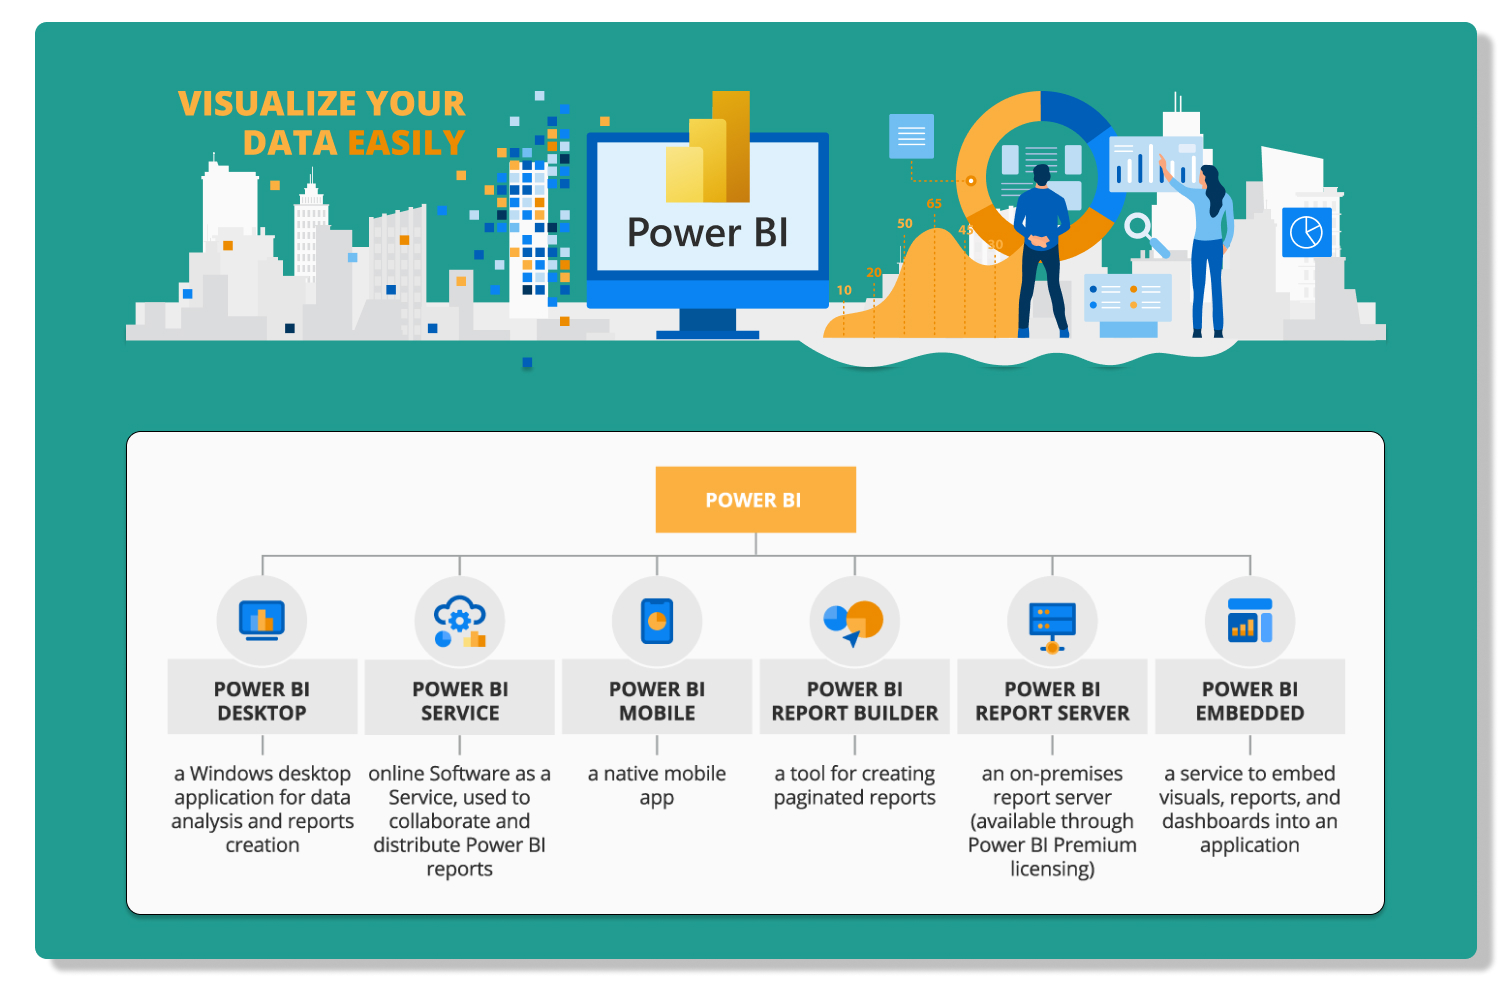 VISUALIZE YOUR
DATA EASILY
Power BI
10
20
50
65
45
30
POWER BI
POWER BI
DESKTOP
a Windows desktop
application for data
analysis and reports
creation
POWER BI
SERVICE
online Software as a
Service, used to
collaborate and
distribute Power BI
reports
POWER BI
MOBILE
a native mobile
app
POWER BI
REPORT BUILDER
a tool for creating
paginated reports
POWER BI
REPORT SERVER
an on-premises
report server
(available through
Power BI Premium
licensing)
POWER BI
EMBEDDED
a service to embed
visuals, reports, and
dashboards into an
application